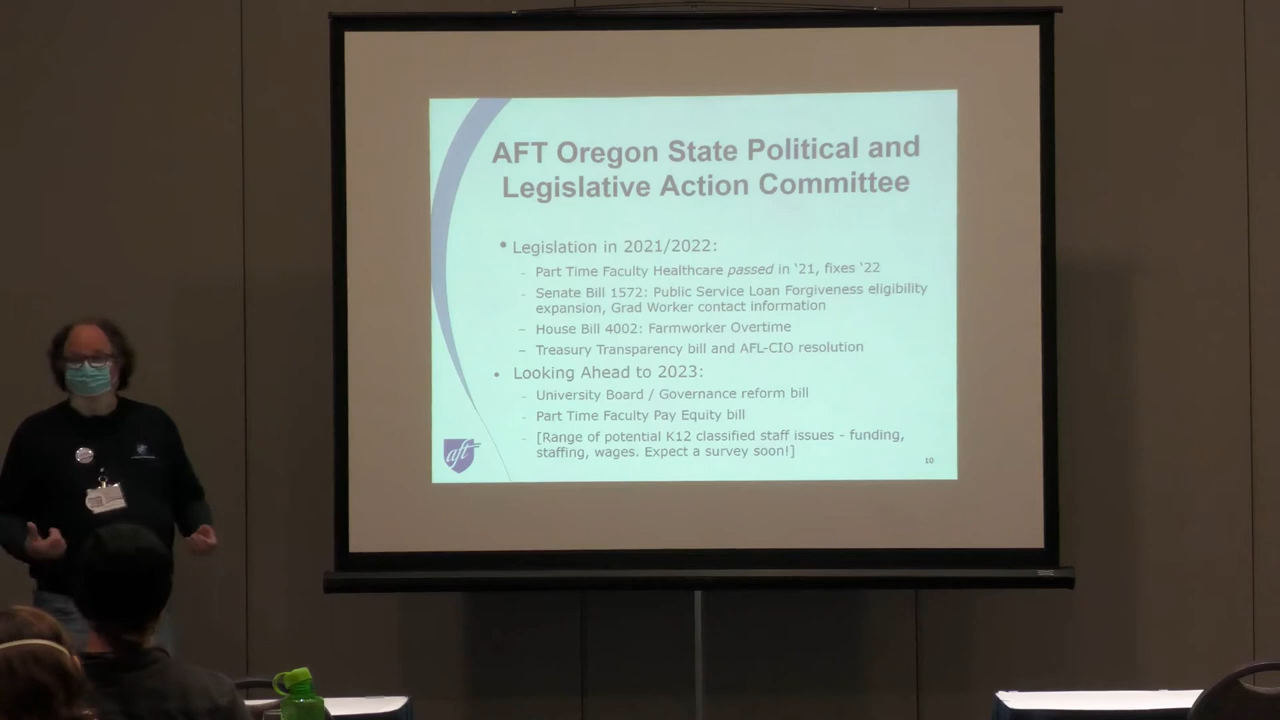 AFT Oregon State Political and
Legislative Action Committee
• Legislation in 2021/2022:
- Part Time Faculty Healthcare passed in ‘21, fixes ‘22
- Senate Bill 1572: Public Service Loan Forgiveness eligibility
expansion, Grad Worker contact information
– House Bill 4002: Farmworker Overtime
– Treasury Transparency bill and AFL-CIO resolution
• Looking Ahead to 2023:
- University Board / Governance reform bill
- Part Time Faculty Pay Equity bill
- [Range of potential K12 classified staff issues - funding,
staffing, wages. Expect a survey soon!]
aft
10